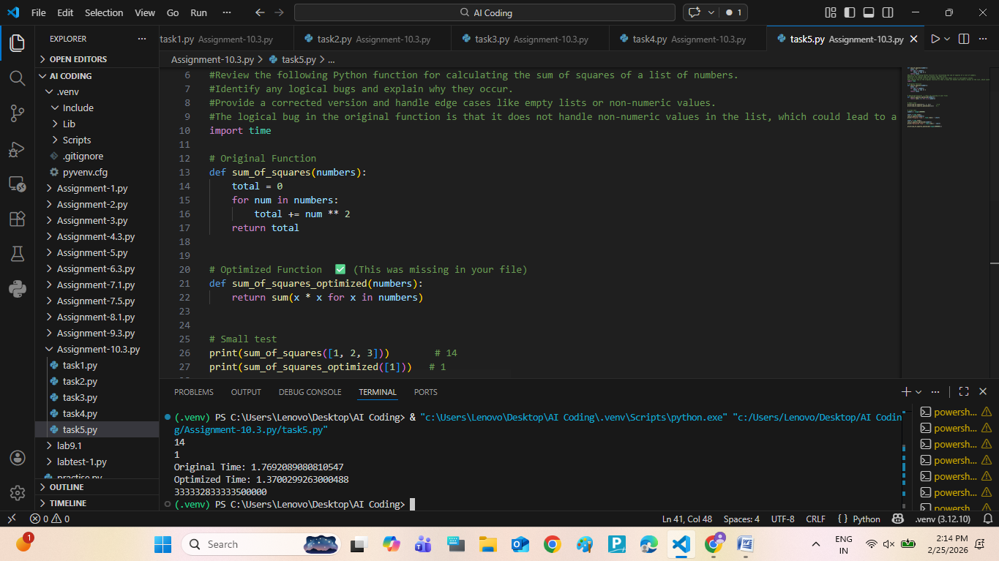 File Edit Selection View Go Run ··· AI Coding 1
EXPLORER ···
task1.py Assignment-10.3.py task2.py Assignment-10.3.py task3.py Assignment-10.3.py task4.py Assignment-10.3.py task5.py Assignment-10.3.py
OPEN EDITORS
Assignment-10.3.py > task5.py > ...
AI CODING
.venv
Include
Lib
Scripts
.gitignore
pyvenv.cfg
Assignment-1.py
Assignment-2.py
Assignment-3.py
Assignment-4.3.py
Assignment-5.py
Assignment-6.3.py
Assignment-7.1.py
Assignment-7.5.py
Assignment-8.1.py
Assignment-9.3.py
Assignment-10.3.py
task1.py
task2.py
task3.py
task4.py
task5.py
lab9.1
labtest-1.py
practise.py
OUTLINE
TIMELINE
6 #Review the following Python function for calculating the sum of squares of a list of numbers.
7 #Identify any logical bugs and explain why they occur.
8 #Provide a corrected version and handle edge cases like empty lists or non-numeric values.
9 #The logical bug in the original function is that it does not handle non-numeric values in the list, which could lead to a
10 import time
11
12 # Original Function
13 def sum_of_squares(numbers):
14     total = 0
15     for num in numbers:
16         total += num ** 2
17     return total
18
19
20 # Optimized Function ✅ (This was missing in your file)
21 def sum_of_squares_optimized(numbers):
22     return sum(x * x for x in numbers)
23
24
25 # Small test
26 print(sum_of_squares([1, 2, 3]))        # 14
27 print(sum_of_squares_optimized([1]))   # 1
PROBLEMS OUTPUT DEBUG CONSOLE TERMINAL PORTS
(.venv) PS C:\Users\Lenovo\Desktop\AI Coding> & "c:\Users\Lenovo\Desktop\AI Coding\.venv\Scripts\python.exe" "c:/Users/Lenovo/Desktop/AI Codin
g/Assignment-10.3.py/task5.py"
14
1
Original Time: 1.7692089080810547
Optimized Time: 1.3700299263000488
333332833333500000
(.venv) PS C:\Users\Lenovo\Desktop\AI Coding>
powersh...
powersh...
powersh...
powersh...
powersh...
powersh...
powersh...
0 0 Ln 41, Col 48 Spaces: 4 UTF-8 CRLF { } Python .venv (3.12.10)
1 Search ENG
IN
2:14 PM
2/25/2026